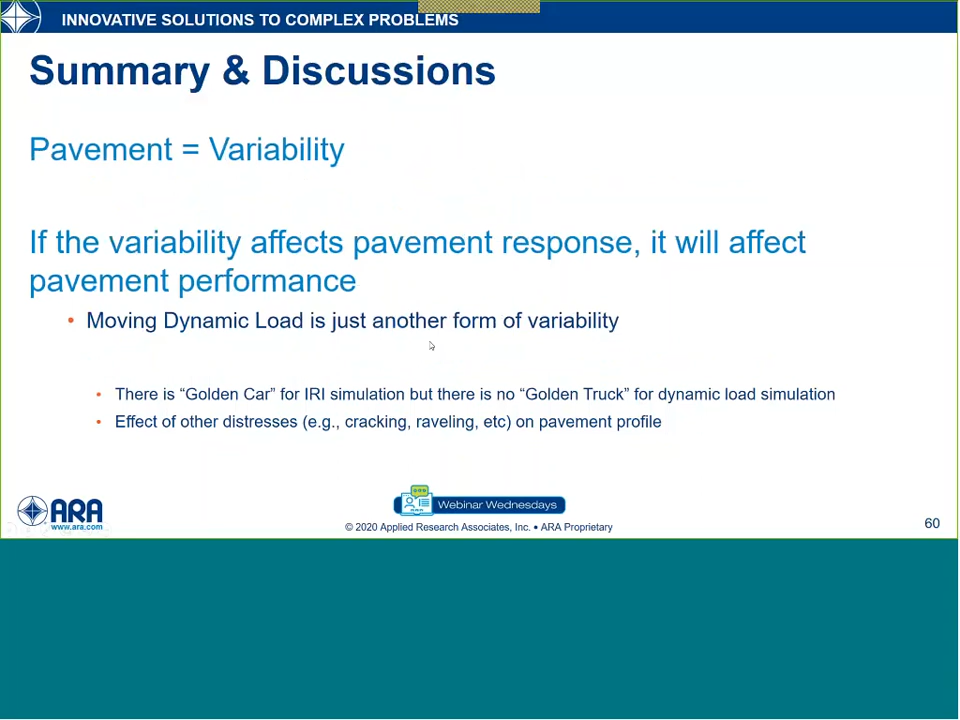 INNOVATIVE SOLUTIONS TO COMPLEX PROBLEMS
Summary & Discussions
Pavement = Variability
If the variability affects pavement response, it will affect
pavement performance
• Moving Dynamic Load is just another form of variability
• There is “Golden Car” for IRI simulation but there is no “Golden Truck” for dynamic load simulation
• Effect of other distresses (e.g., cracking, raveling, etc) on pavement profile
ARA
www.ara.com
Webinar Wednesdays
© 2020 Applied Research Associates, Inc. • ARA Proprietary
60